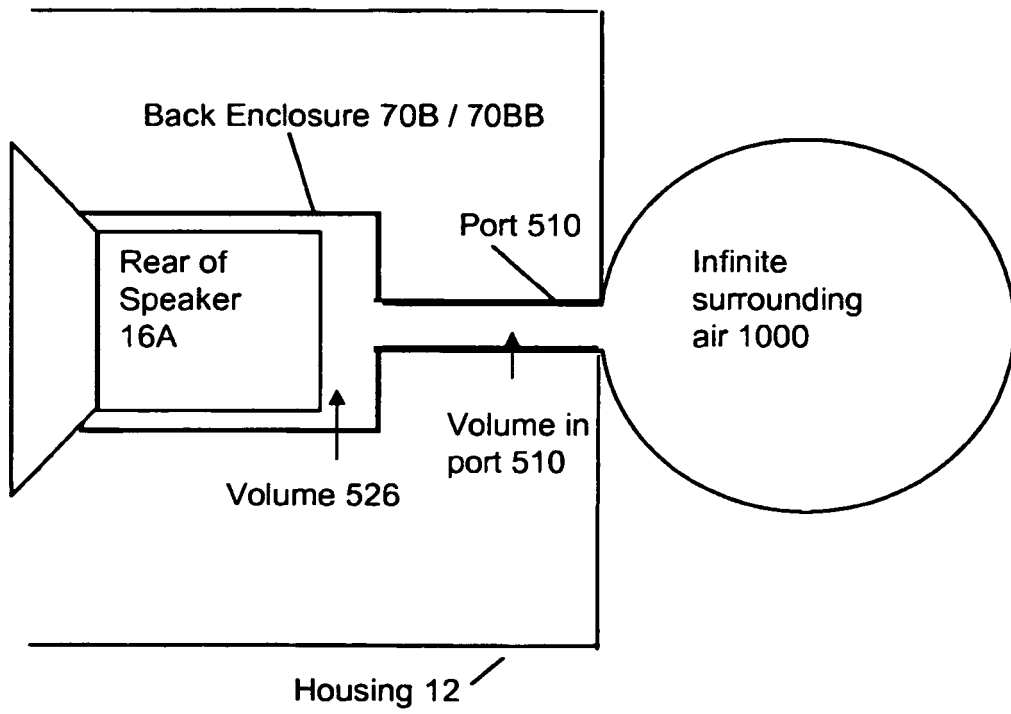 Back Enclosure 70B / 70BB
Port 510
Rear of
Speaker
16A
Infinite
surrounding
air 1000
Volume in
port 510
Volume 526
Housing 12